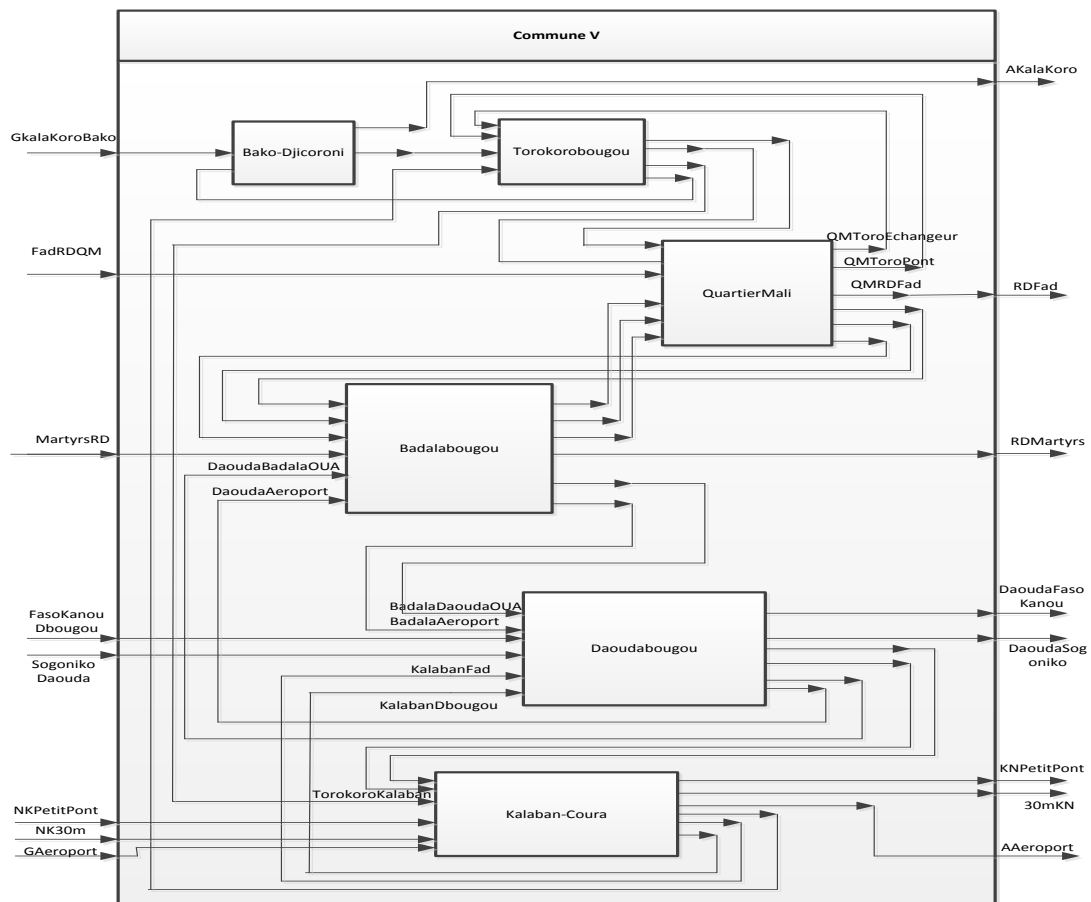 Commune V
AKalaKoro
GkalaKoroBako
Bako-Djicoroni
Torokorobougou
FadRDQM
QMToroEchangeur
QMToroPont
QuartierMali
QMRDFad
RDFad
MartyrsRD
Badalabougou
RDMartyrs
DaoudaBadalaOUA
DaoudaAeroport
BadalaDaoudaOUA
BadalaAeroport
FasoKanou
Dbougou
DaoudaFaso
Kanou
Daoudabougou
Sogoniko
Daouda
DaoudaSog
oniko
KalabanFad
KalabanDbougou
KNPetitPont
TorokoroKalaban
30mKN
NKPetitPont
Kalaban-Coura
NK30m
GAeroport
AAeroport